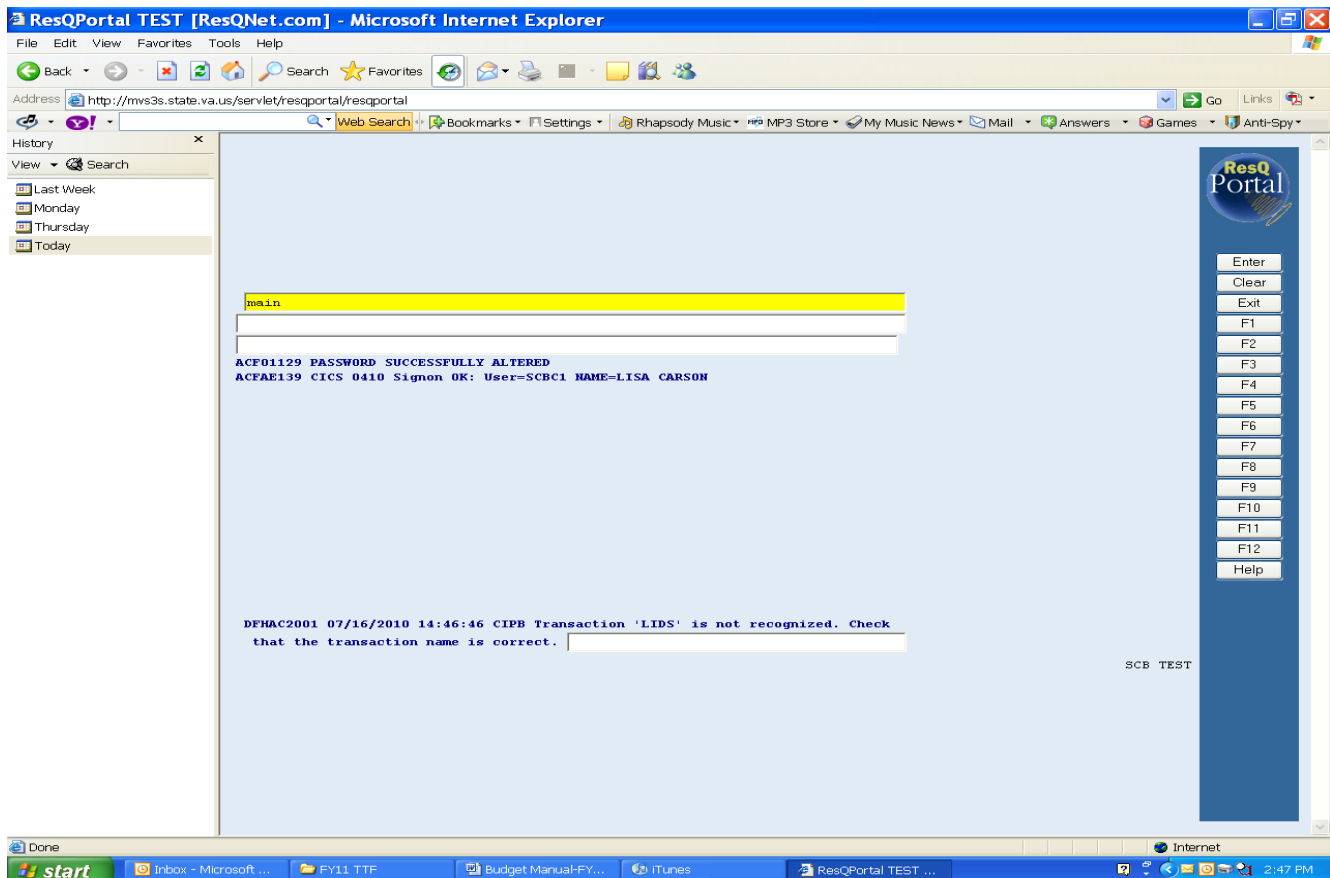 ResQPortal TEST [ResQNet.com] - Microsoft Internet Explorer
File Edit View Favorites Tools Help
Back Search Favorites
Address http://mvs3s.state.va.us/servlet/resqportal/resqportal Go Links
Y! Web Search Bookmarks Settings Rhapsody Music MP3 Store My Music News Mail Answers Games Anti-Spy
History x
View Search
Last Week
Monday
Thursday
Today
main
ACF01129 PASSWORD SUCCESSFULLY ALTERED
ACFAE139 CICS 0410 Signon OK: User=SCBC1 NAME=LISA CARSON
DFHAC2001 07/16/2010 14:46:46 CIPB Transaction 'LIDS' is not recognized. Check
that the transaction name is correct.
SCB TEST
ResQ
Portal
Enter
Clear
Exit
F1
F2
F3
F4
F5
F6
F7
F8
F9
F10
F11
F12
Help
Done Internet
start Inbox - Microsoft ... FY11 TTF Budget Manual-FY... iTunes ResQPortal TEST ... 2:47 PM